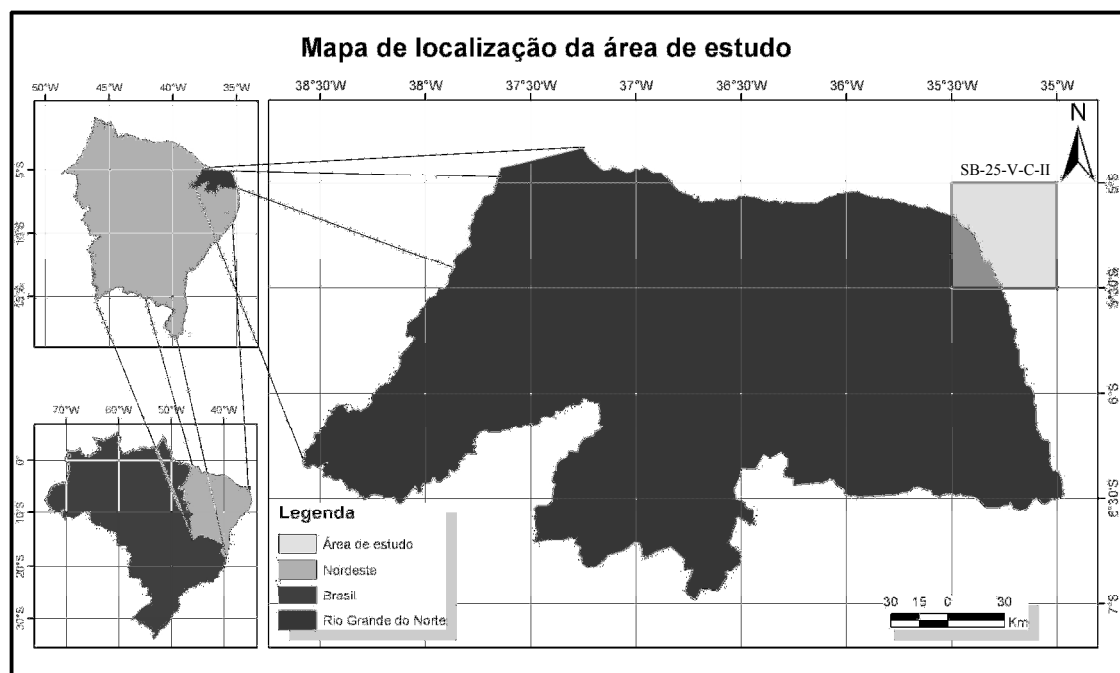 Mapa de localização da área de estudo
50°W 45°W 40°W 35°W
5°S
10°S
15°S
70°W 60°W 50°W 40°W
0°
10°S
20°S
30°S
38°30'W 38°W 37°30'W 37°W 36°30'W 36°W 35°30'W 35°W
N
SB-25-V-C-II
5°S
5°30'S
6°S
6°30'S
7°S
Legenda
Área de estudo
Nordeste
Brasil
Rio Grande do Norte
30 15 0 30
Km